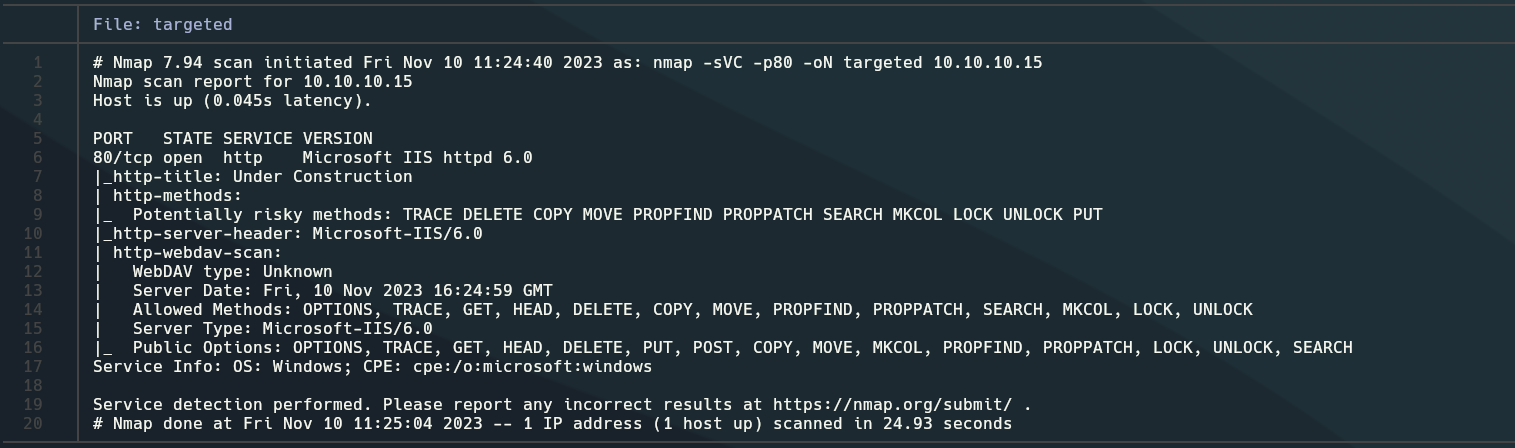 File: targeted
1 # Nmap 7.94 scan initiated Fri Nov 10 11:24:40 2023 as: nmap -sVC -p80 -oN targeted 10.10.10.15
2 Nmap scan report for 10.10.10.15
3 Host is up (0.045s latency).
4
5 PORT   STATE SERVICE VERSION
6 80/tcp open  http    Microsoft IIS httpd 6.0
7 |_http-title: Under Construction
8 | http-methods:
9 |_  Potentially risky methods: TRACE DELETE COPY MOVE PROPFIND PROPPATCH SEARCH MKCOL LOCK UNLOCK PUT
10 |_http-server-header: Microsoft-IIS/6.0
11 | http-webdav-scan:
12 |   WebDAV type: Unknown
13 |   Server Date: Fri, 10 Nov 2023 16:24:59 GMT
14 |   Allowed Methods: OPTIONS, TRACE, GET, HEAD, DELETE, COPY, MOVE, PROPFIND, PROPPATCH, SEARCH, MKCOL, LOCK, UNLOCK
15 |   Server Type: Microsoft-IIS/6.0
16 |_  Public Options: OPTIONS, TRACE, GET, HEAD, DELETE, PUT, POST, COPY, MOVE, MKCOL, PROPFIND, PROPPATCH, LOCK, UNLOCK, SEARCH
17 Service Info: OS: Windows; CPE: cpe:/o:microsoft:windows
18
19 Service detection performed. Please report any incorrect results at https://nmap.org/submit/ .
20 # Nmap done at Fri Nov 10 11:25:04 2023 -- 1 IP address (1 host up) scanned in 24.93 seconds